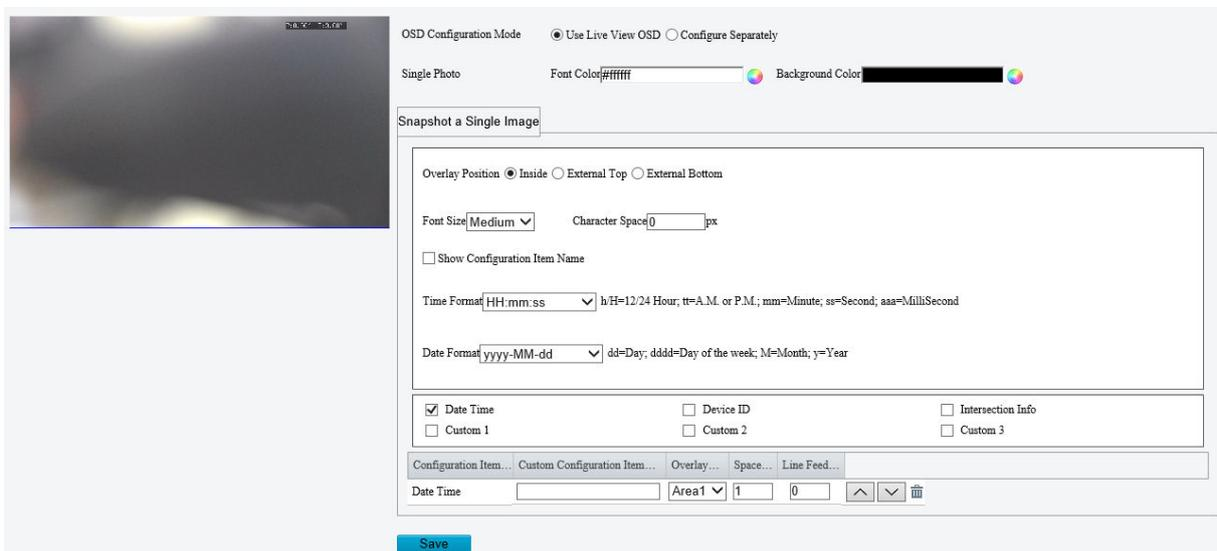 OSD Configuration Mode Use Live View OSD Configure Separately
Single Photo Font Color #ffffff Background Color
Snapshot a Single Image
Overlay Position Inside External Top External Bottom
Font Size Medium Character Space 0 px
Show Configuration Item Name
Time Format HH:mm:ss h/H=12/24 Hour; tt=A.M. or P.M.; mm=Minute; ss=Second; aaa=MilliSecond
Date Format yyyy-MM-dd dd=Day; dddd=Day of the week; M=Month; y=Year
Date Time Device ID Intersection Info
Custom 1 Custom 2 Custom 3
Configuration Item... Custom Configuration Item... Overlay... Space... Line Feed...
Date Time Area1 1 0
Save